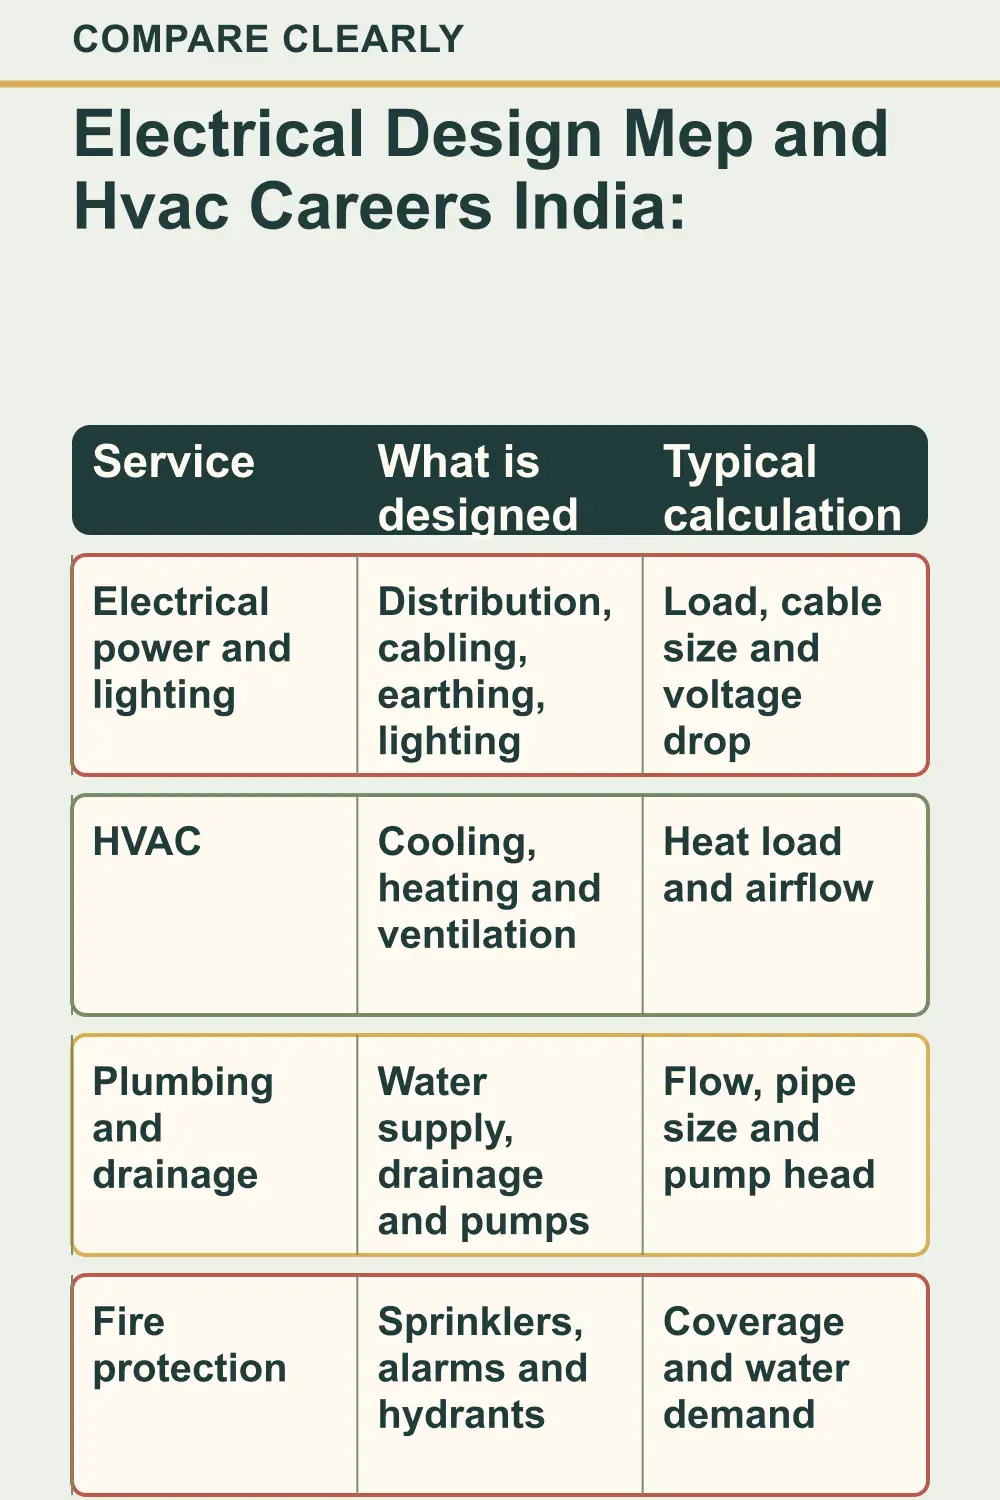 COMPARE CLEARLY
Electrical Design Mep and
Hvac Careers India:
Service
What is
designed
Typical
calculation
Electrical
power and
lighting
Distribution,
cabling,
earthing,
lighting
Load, cable
size and
voltage
drop
HVAC
Cooling,
heating and
ventilation
Heat load
and airflow
Plumbing
and
drainage
Water
supply,
drainage
and pumps
Flow, pipe
size and
pump head
Fire
protection
Sprinklers,
alarms and
hydrants
Coverage
and water
demand